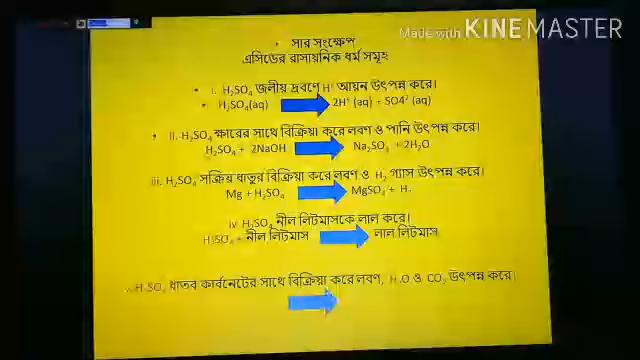 Made with KINEMASTER
সার সংক্ষেপ
এসিডের রাসায়নিক ধর্ম সমূহ
i. H₂SO₄ জলীয় দ্রবণে H⁺ আয়ন উৎপন্ন করে।
H₂SO₄(aq) 2H⁺ (aq) + SO4² (aq)
ii. H₂SO₄ ক্ষারের সাথে বিক্রিয়া করে লবণ ও পানি উৎপন্ন করে।
H₂SO₄ + 2NaOH Na₂SO₄ +2H₂O
iii. H₂SO₄ সক্রিয় ধাতুর বিক্রিয়া করে লবণ ও H₂ গ্যাস উৎপন্ন করে।
Mg + H₂SO₄ MgSO₄ + H₂
iv. H₂SO₄ নীল লিটমাসকে লাল করে।
H₂SO₄ + নীল লিটমাস লাল লিটমাস
v. H₂SO₄ ধাতব কার্বনেটের সাথে বিক্রিয়া করে লবণ, H₂O ও CO₂ উৎপন্ন করে।